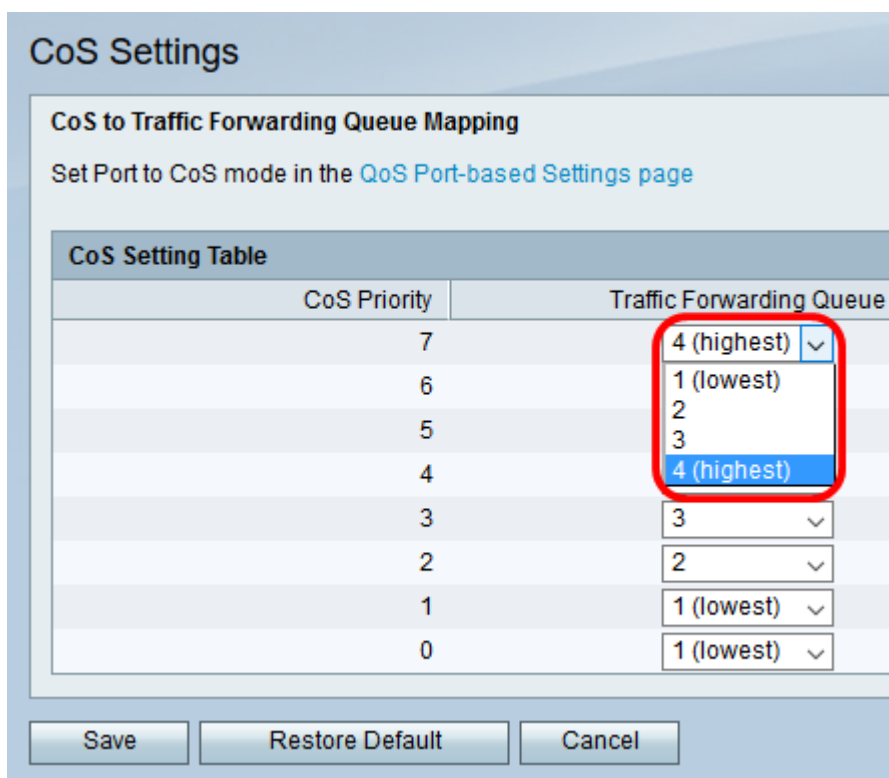 CoS Settings
CoS to Traffic Forwarding Queue Mapping
Set Port to CoS mode in the QoS Port-based Settings page
CoS Setting Table
CoS Priority Traffic Forwarding Queue
7 4 (highest)
1 (lowest)
6
2
5 3
4 4 (highest)
3 3
2 2
1 1 (lowest)
0 1 (lowest)
Save Restore Default Cancel